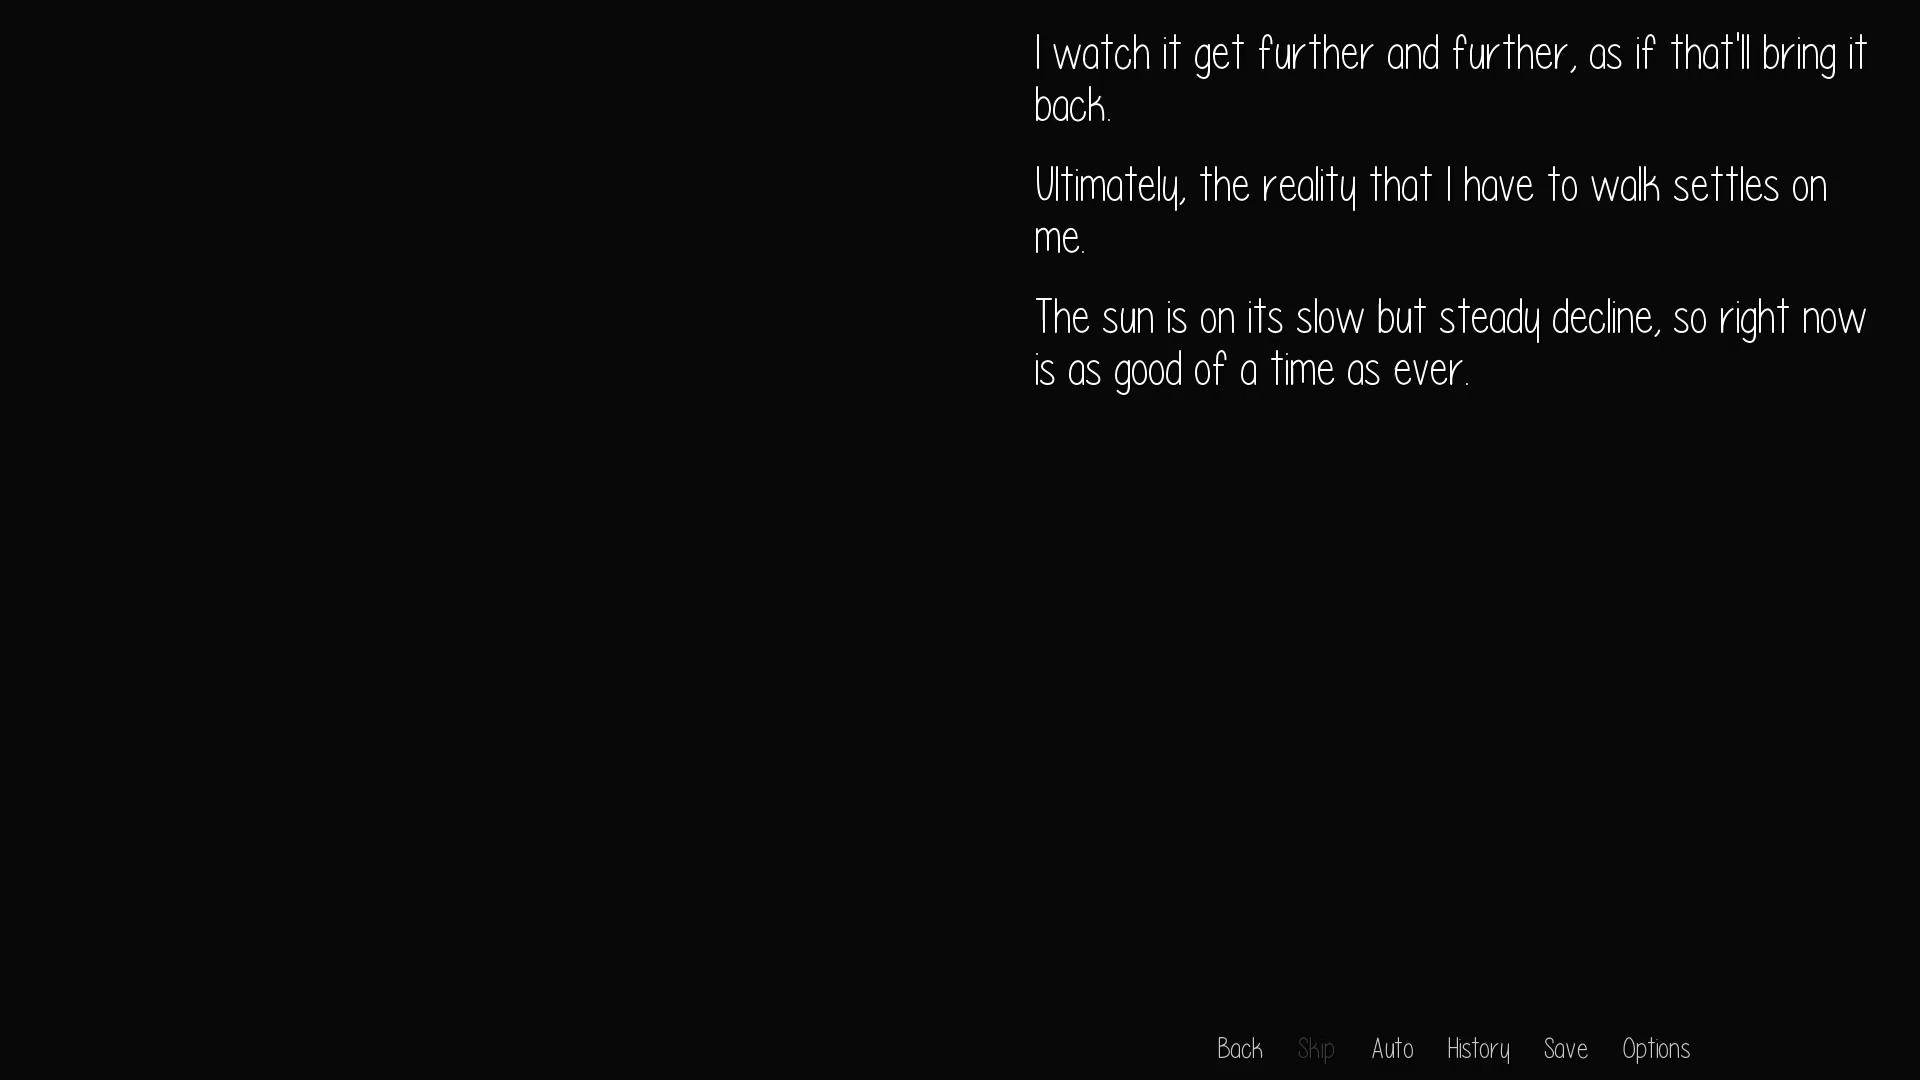 I watch it get further and further, as if that'll bring it
back.
Ultimately, the reality that I have to walk settles on
me.
The sun is on its slow but steady decline, so right now
is as good of a time as ever.
Back Skip Auto History Save Options